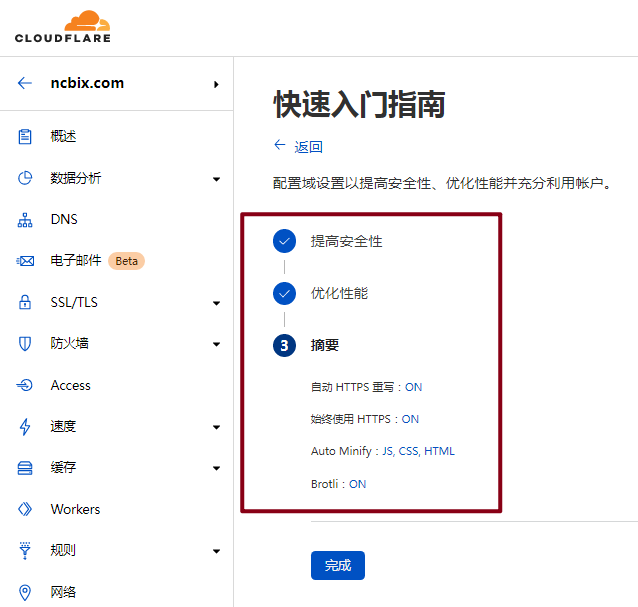 CLOUDFLARE
ncbix.com
概述
数据分析
DNS
电子邮件 Beta
SSL/TLS
防火墙
Access
速度
缓存
Workers
规则
网络
快速入门指南
返回
配置域设置以提高安全性、优化性能并充分利用帐户。
提高安全性
优化性能
3 摘要
自动 HTTPS 重写：ON
始终使用 HTTPS：ON
Auto Minify：JS, CSS, HTML
Brotli：ON
完成